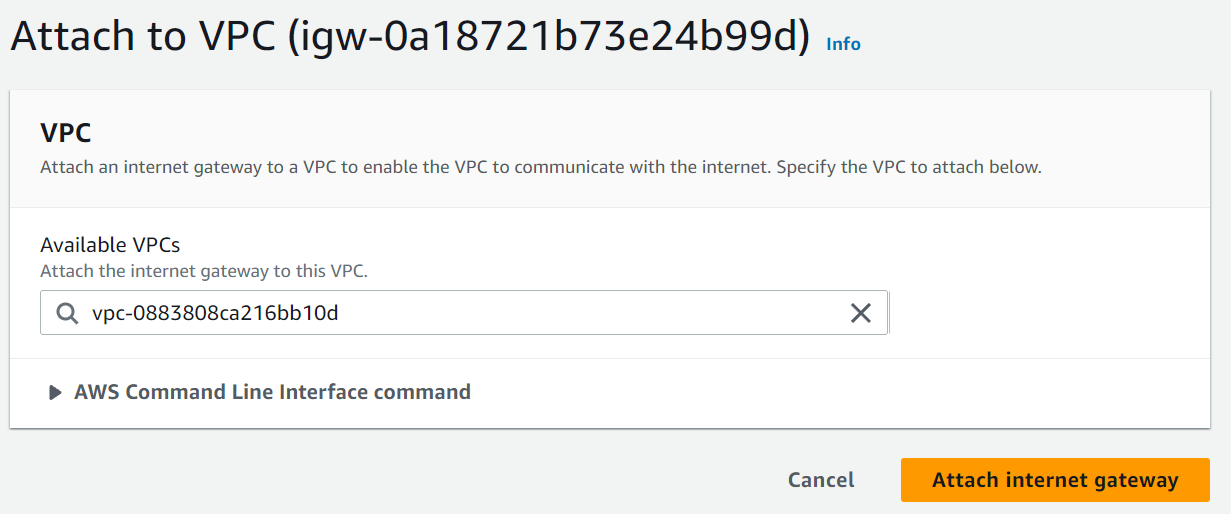 Attach to VPC (igw-0a18721b73e24b99d) Info
VPC
Attach an internet gateway to a VPC to enable the VPC to communicate with the internet. Specify the VPC to attach below.
Available VPCs
Attach the internet gateway to this VPC.
vpc-0883808ca216bb10d
AWS Command Line Interface command
Cancel Attach internet gateway